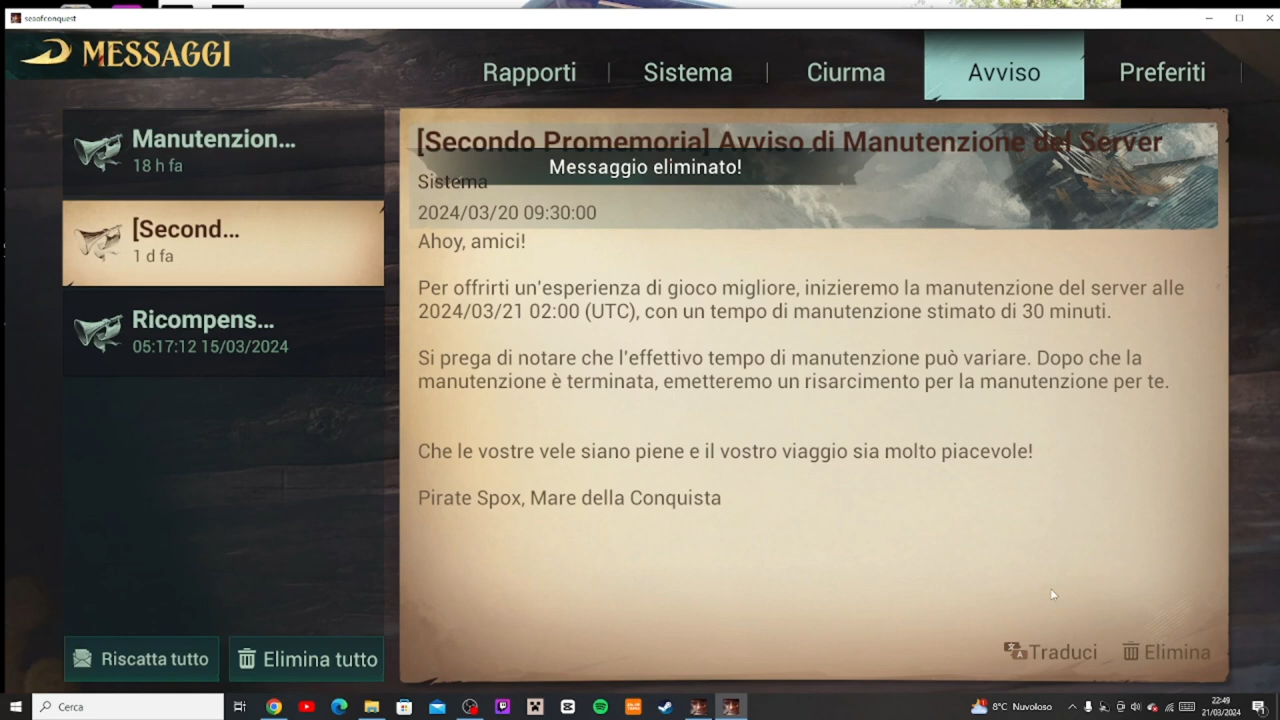 seaofconquest
MESSAGGI
Rapporti
Sistema
Ciurma
Avviso
Preferiti
Manutenzion...
18 h fa
[Second...
1 d fa
Ricompens...
05:17:12 15/03/2024
Riscatta tutto
Elimina tutto
[Secondo Promemoria] Avviso di Manutenzione del Server
Messaggio eliminato!
Sistema
2024/03/20 09:30:00
Ahoy, amici!
Per offrirti un'esperienza di gioco migliore, inizieremo la manutenzione del server alle
2024/03/21 02:00 (UTC), con un tempo di manutenzione stimato di 30 minuti.
Si prega di notare che l'effettivo tempo di manutenzione può variare. Dopo che la
manutenzione è terminata, emetteremo un risarcimento per la manutenzione per te.
Che le vostre vele siano piene e il vostro viaggio sia molto piacevole!
Pirate Spox, Mare della Conquista
Traduci
Elimina
Cerca
8°C Nuvoloso
22:49
21/03/2024